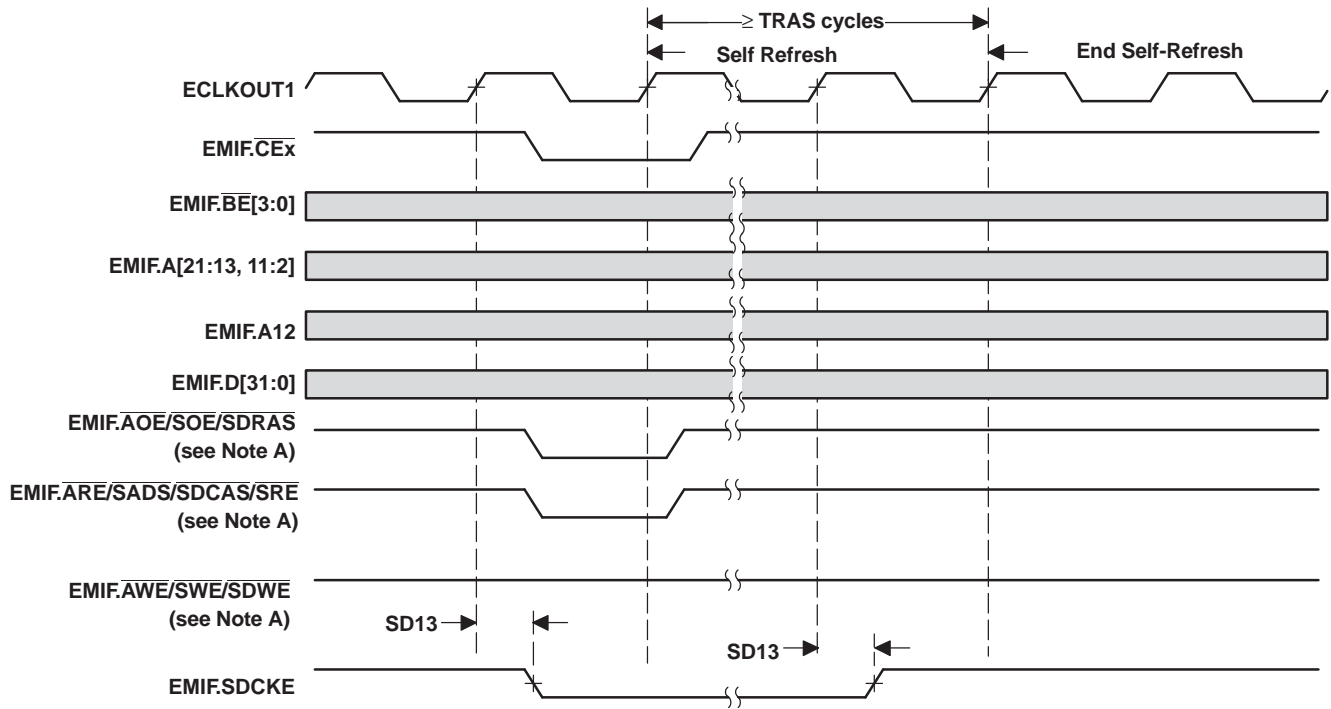 ≥ TRAS cycles
Self Refresh
End Self-Refresh
ECLKOUT1
EMIF.CEx
EMIF.BE[3:0]
EMIF.A[21:13, 11:2]
EMIF.A12
EMIF.D[31:0]
EMIF.AOE/SOE/SDRAS
(see Note A)
EMIF.ARE/SADS/SDCAS/SRE
(see Note A)
EMIF.AWE/SWE/SDWE
(see Note A)
SD13
SD13
EMIF.SDCKE